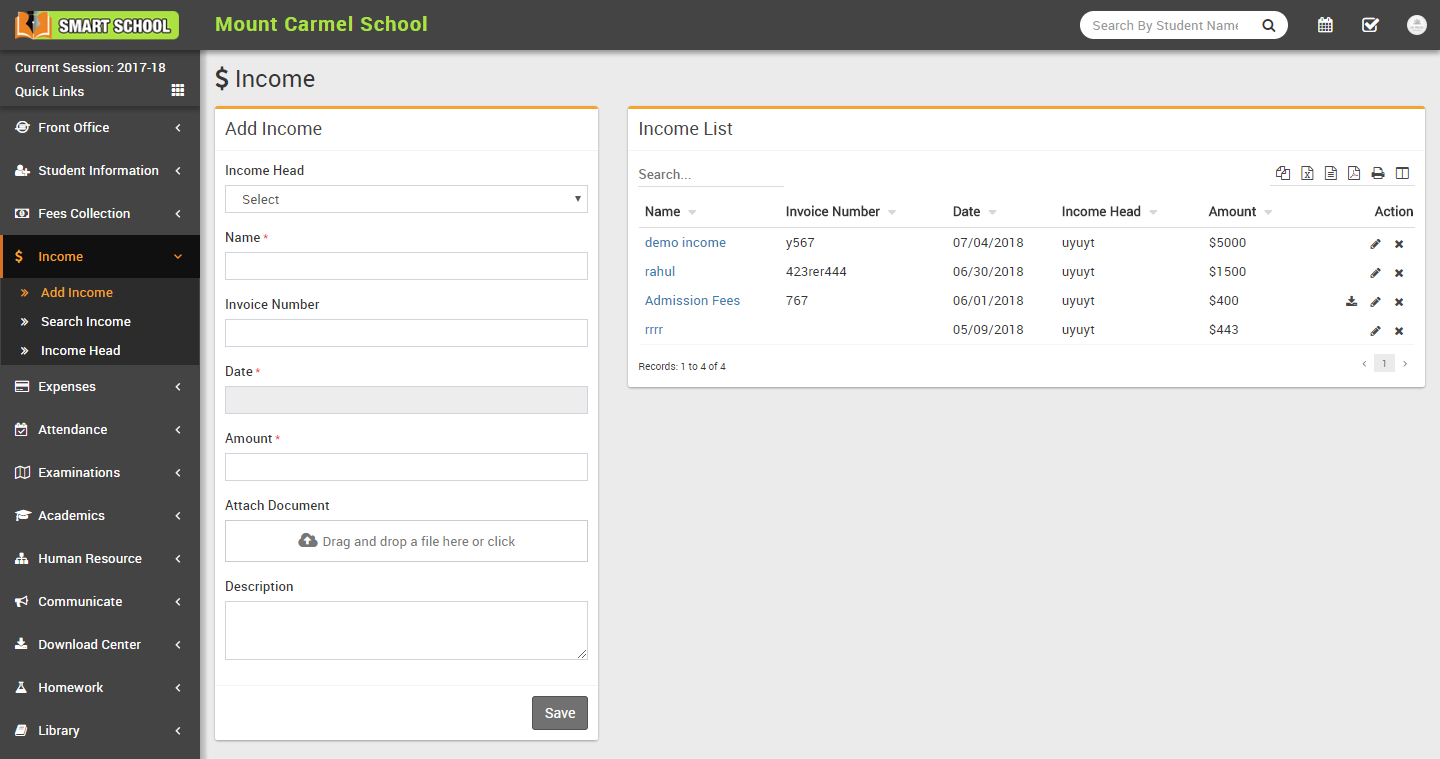 SMART SCHOOL
Mount Carmel School
Search By Student Name
Current Session: 2017-18
Quick Links
Front Office
Student Information
Fees Collection
Income
Add Income
Search Income
Income Head
Expenses
Attendance
Examinations
Academics
Human Resource
Communicate
Download Center
Homework
Library
$ Income
Add Income
Income Head
Select
Name *
Invoice Number
Date *
Amount *
Attach Document
Drag and drop a file here or click
Description
Save
Income List
Search...
Name Invoice Number Date Income Head Amount Action
demo income y567 07/04/2018 uyuyt $5000
rahul 423rer444 06/30/2018 uyuyt $1500
Admission Fees 767 06/01/2018 uyuyt $400
rrrr 05/09/2018 uyuyt $443
Records: 1 to 4 of 4
1